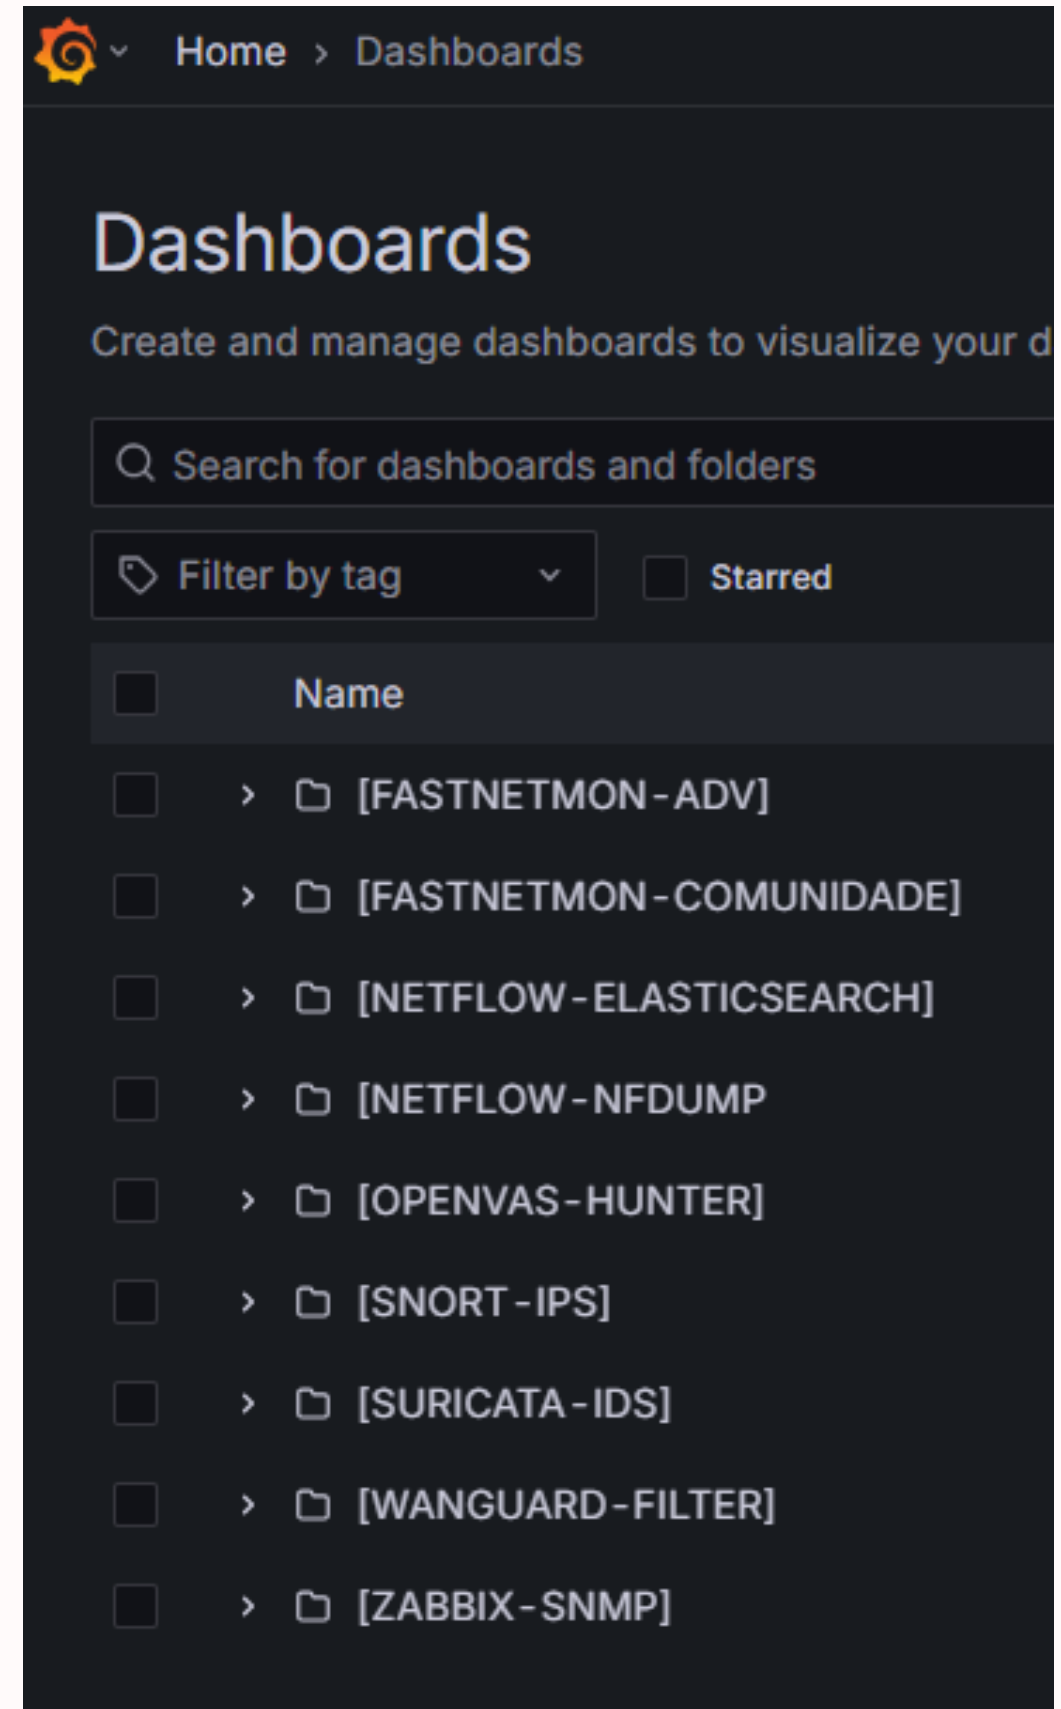 Home > Dashboards
Dashboards
Create and manage dashboards to visualize your d
Search for dashboards and folders
Filter by tag
Starred
Name
[FASTNETMON-ADV]
[FASTNETMON-COMUNIDADE]
[NETFLOW-ELASTICSEARCH]
[NETFLOW-NFDUMP
[OPENVAS-HUNTER]
[SNORT-IPS]
[SURICATA-IDS]
[WANGUARD-FILTER]
[ZABBIX-SNMP]